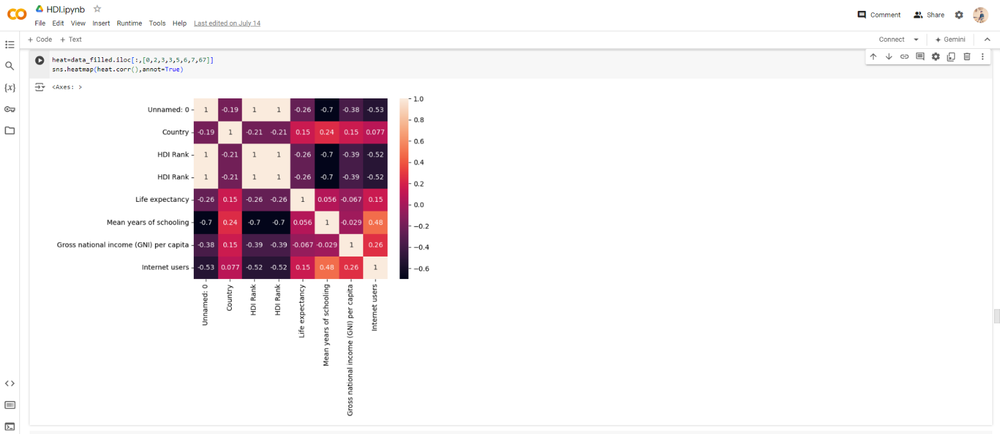 HDI.ipynb
File Edit View Insert Runtime Tools Help Last edited on July 14
Comment Share
+ Code + Text
Connect Gemini
heat=data_filled.iloc[:,[0,2,3,3,5,6,7,67]]
sns.heatmap(heat.corr(),annot=True)
{x}
<Axes: >
Unnamed: 0 1 -0.19 1 1 -0.26 -0.7 -0.38 -0.53
Country -0.19 1 -0.21 -0.21 0.15 0.24 0.15 0.077
HDI Rank 1 -0.21 1 1 -0.26 -0.7 -0.39 -0.52
HDI Rank 1 -0.21 1 1 -0.26 -0.7 -0.39 -0.52
Life expectancy -0.26 0.15 -0.26 -0.26 1 0.056 -0.067 0.15
Mean years of schooling -0.7 0.24 -0.7 -0.7 0.056 1 -0.029 0.48
Gross national income (GNI) per capita -0.38 0.15 -0.39 -0.39 -0.067 -0.029 1 0.26
Internet users -0.53 0.077 -0.52 -0.52 0.15 0.48 0.26 1
Unnamed: 0
Country
HDI Rank
HDI Rank
Life expectancy
Mean years of schooling
Gross national income (GNI) per capita
Internet users
1.0
0.8
0.6
0.4
0.2
0.0
−0.2
−0.4
−0.6